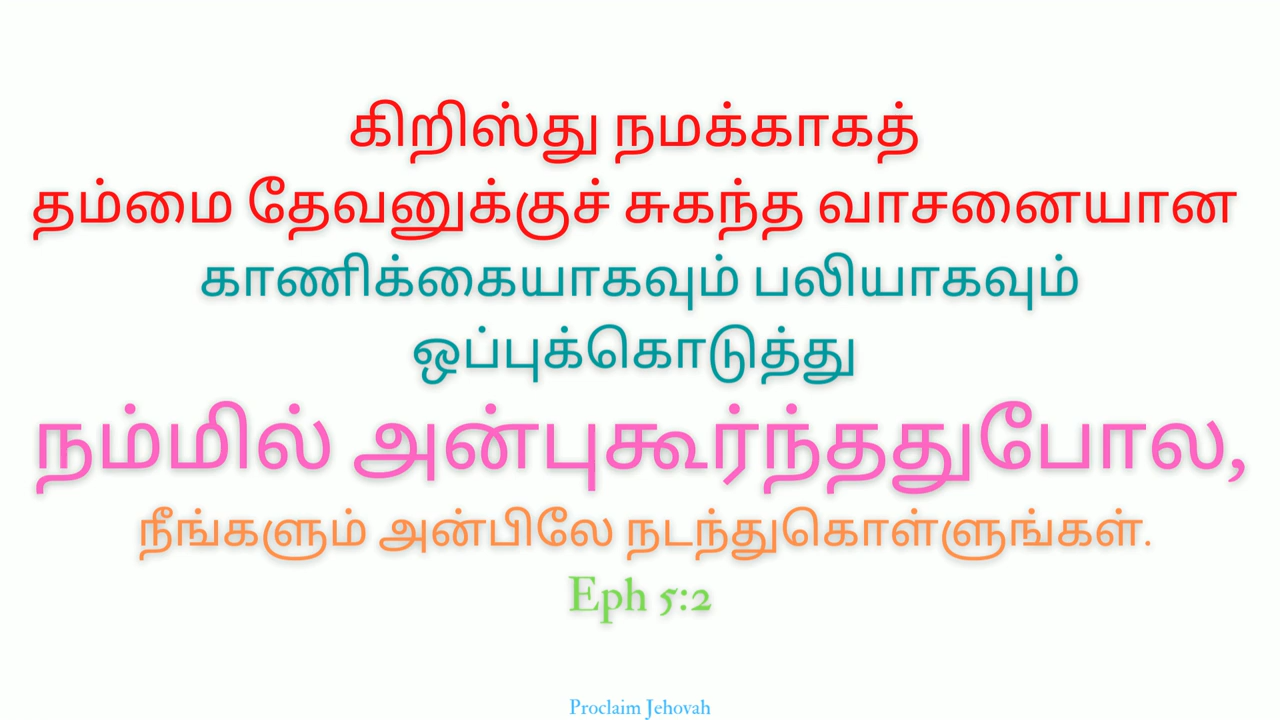 கிறிஸ்து நமக்காகத்
தம்மை தேவனுக்குச் சுகந்த வாசனையான
காணிக்கையாகவும் பலியாகவும்
ஒப்புக்கொடுத்து
நம்மில் அன்புகூர்ந்ததுபோல,
நீங்களும் அன்பிலே நடந்துகொள்ளுங்கள்.
Eph 5:2
Proclaim Jehovah